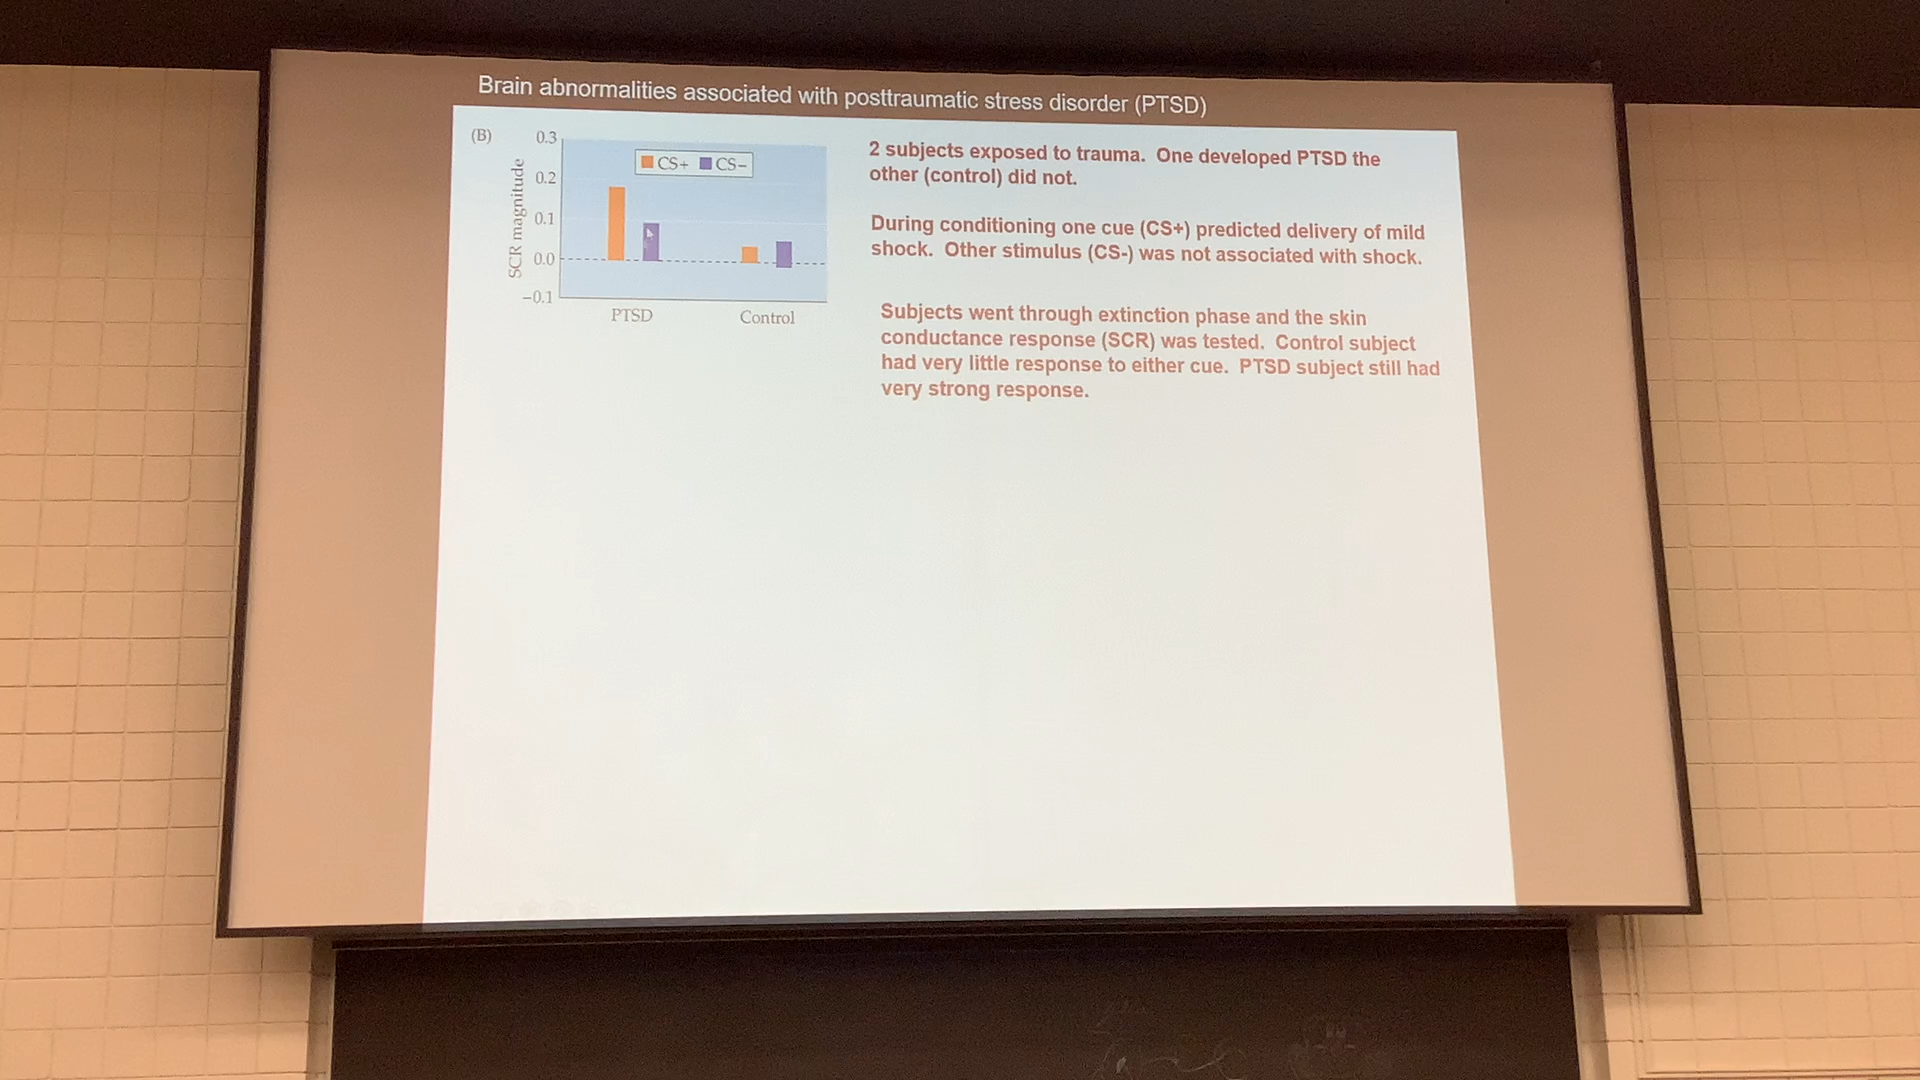 Brain abnormalities associated with posttraumatic stress disorder (PTSD)
(B)
0.3
0.2
0.1
0.0
−0.1
SCR magnitude
CS+ CS−
PTSD Control
2 subjects exposed to trauma. One developed PTSD the
other (control) did not.
During conditioning one cue (CS+) predicted delivery of mild
shock. Other stimulus (CS-) was not associated with shock.
Subjects went through extinction phase and the skin
conductance response (SCR) was tested. Control subject
had very little response to either cue. PTSD subject still had
very strong response.